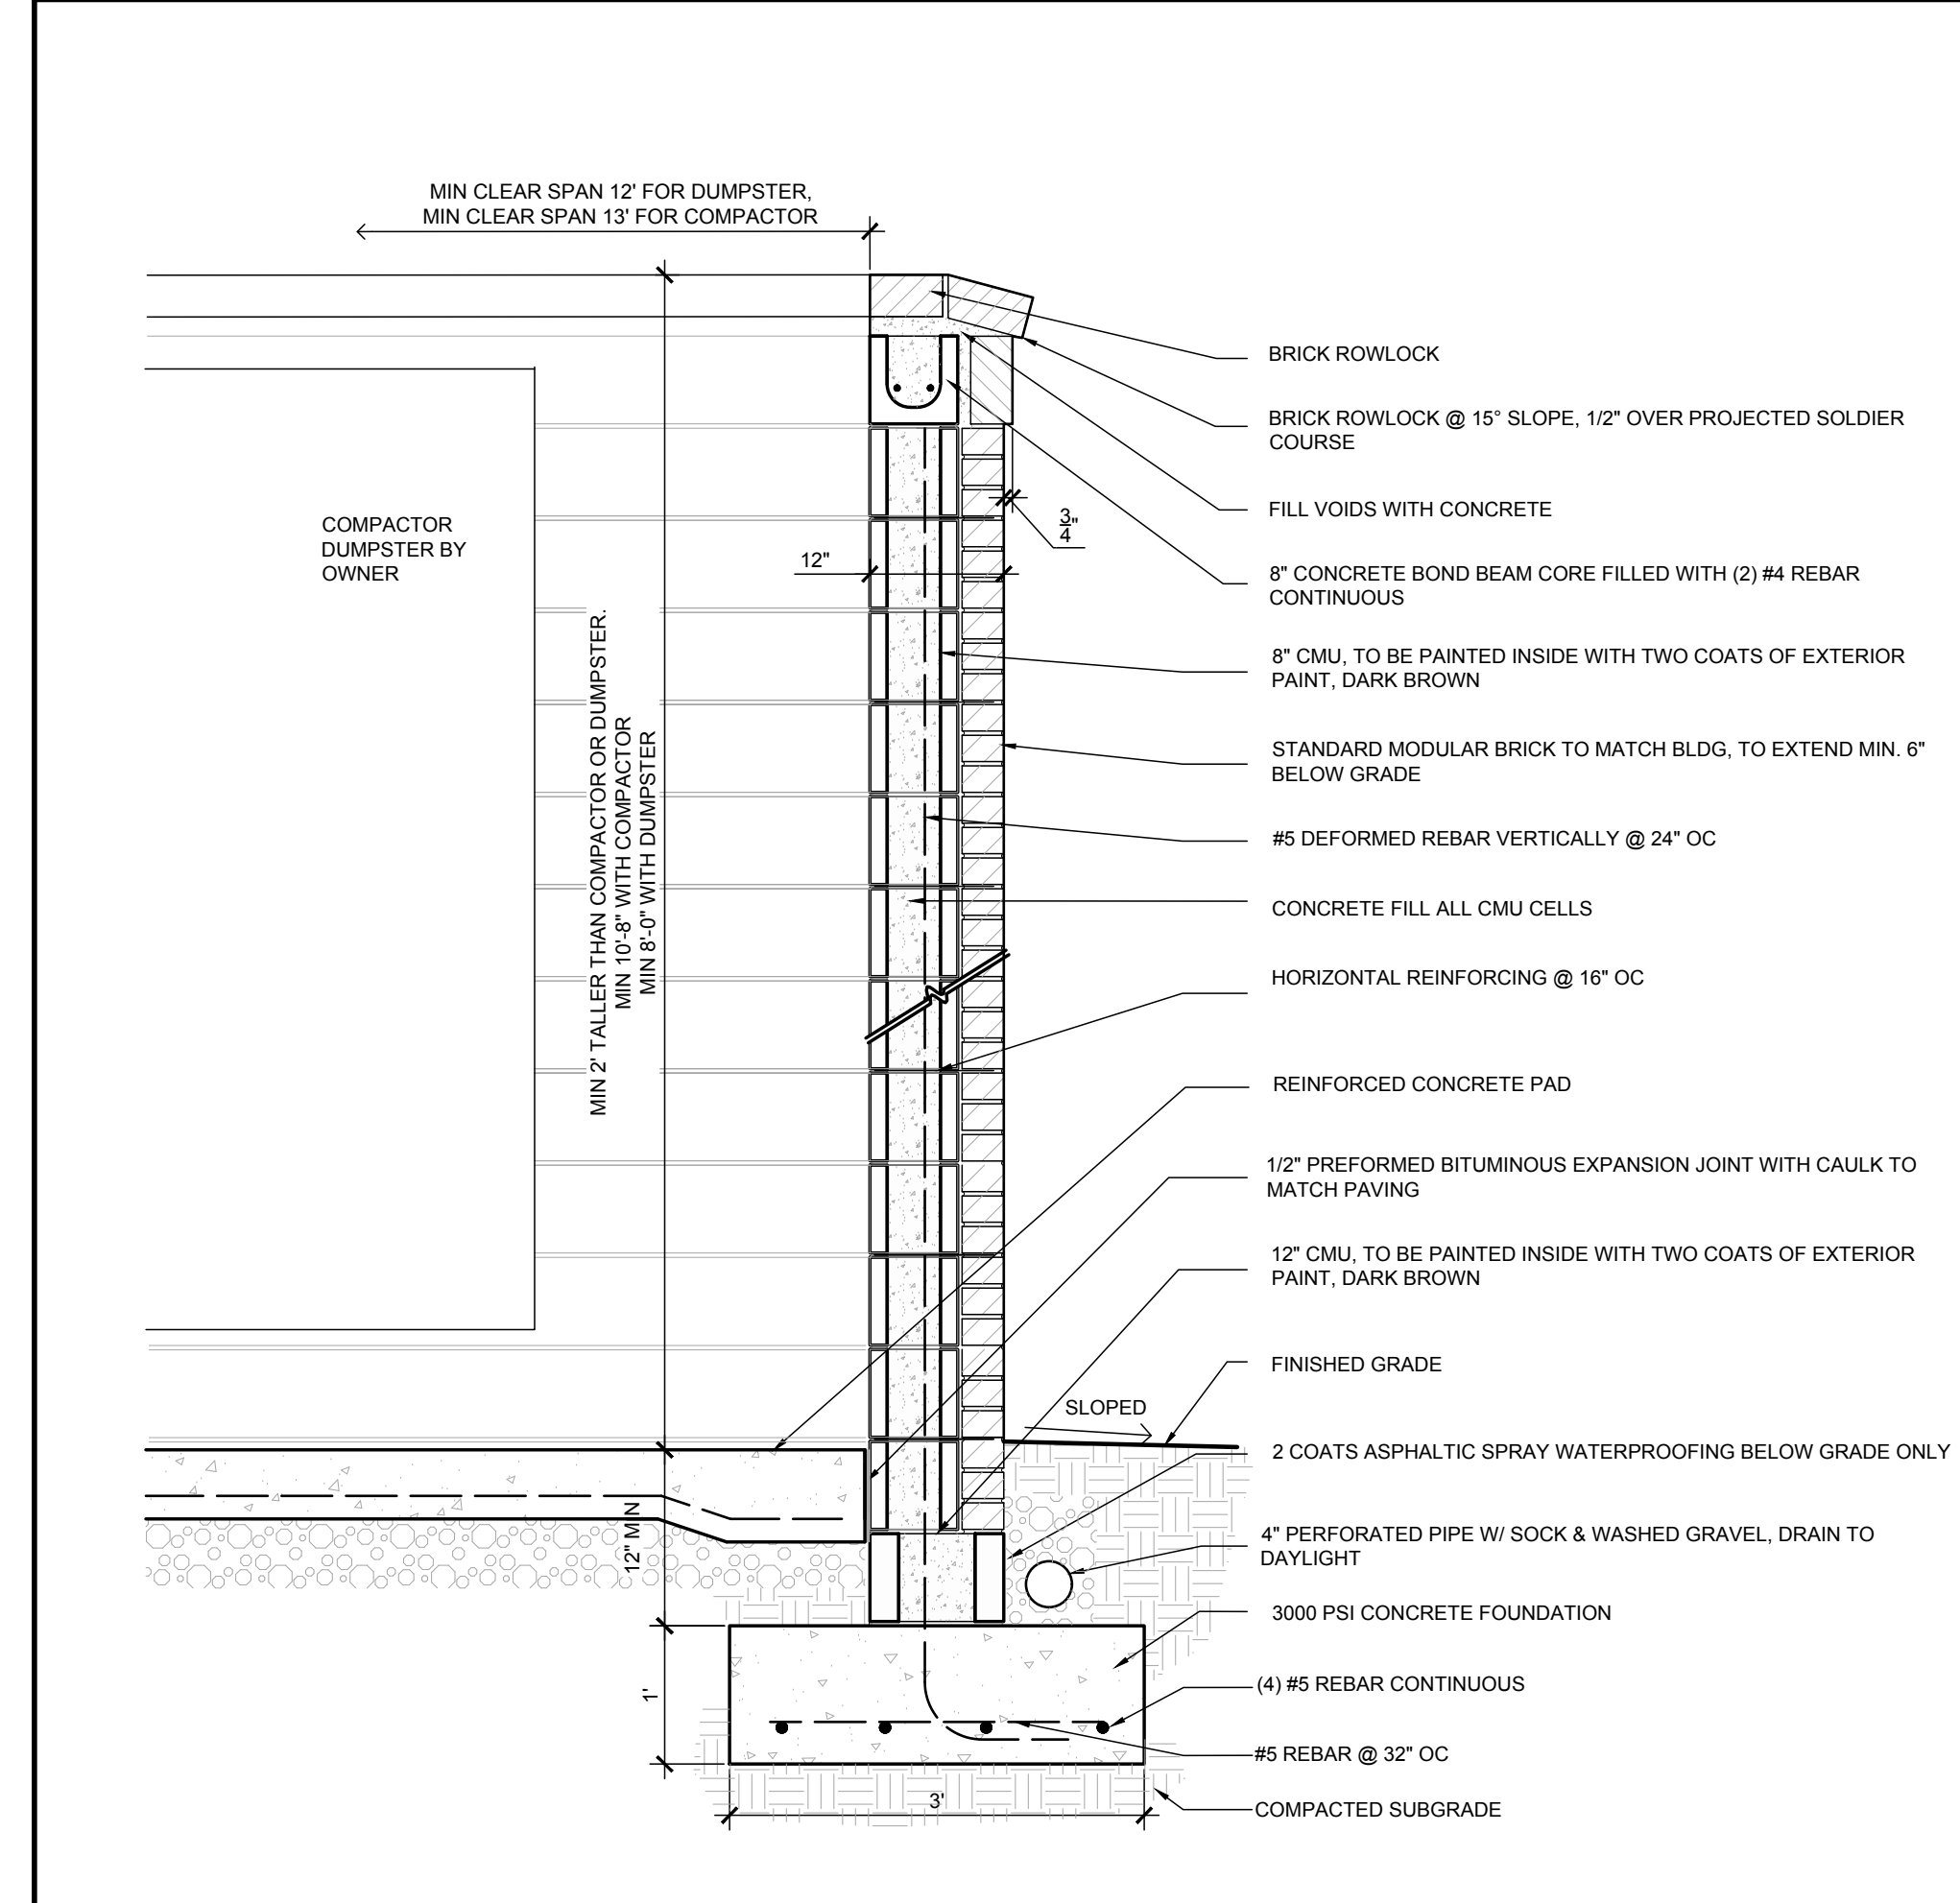 MIN CLEAR SPAN 12' FOR DUMPSTER,
MIN CLEAR SPAN 13' FOR COMPACTOR
BRICK ROWLOCK
BRICK ROWLOCK @ 15° SLOPE, 1/2" OVER PROJECTED SOLDIER
COURSE
FILL VOIDS WITH CONCRETE
3/4"
COMPACTOR
DUMPSTER BY
OWNER
12"
8" CONCRETE BOND BEAM CORE FILLED WITH (2) #4 REBAR
CONTINUOUS
8" CMU, TO BE PAINTED INSIDE WITH TWO COATS OF EXTERIOR
PAINT, DARK BROWN
MIN 2' TALLER THAN COMPACTOR OR DUMPSTER.
MIN 10'-8" WITH COMPACTOR
MIN 8'-0" WITH DUMPSTER
STANDARD MODULAR BRICK TO MATCH BLDG, TO EXTEND MIN. 6"
BELOW GRADE
#5 DEFORMED REBAR VERTICALLY @ 24" OC
CONCRETE FILL ALL CMU CELLS
HORIZONTAL REINFORCING @ 16" OC
REINFORCED CONCRETE PAD
1/2" PREFORMED BITUMINOUS EXPANSION JOINT WITH CAULK TO
MATCH PAVING
12" CMU, TO BE PAINTED INSIDE WITH TWO COATS OF EXTERIOR
PAINT, DARK BROWN
FINISHED GRADE
SLOPED
2 COATS ASPHALTIC SPRAY WATERPROOFING BELOW GRADE ONLY
12" MIN
4" PERFORATED PIPE W/ SOCK & WASHED GRAVEL, DRAIN TO
DAYLIGHT
3000 PSI CONCRETE FOUNDATION
1'
(4) #5 REBAR CONTINUOUS
#5 REBAR @ 32" OC
3'
COMPACTED SUBGRADE